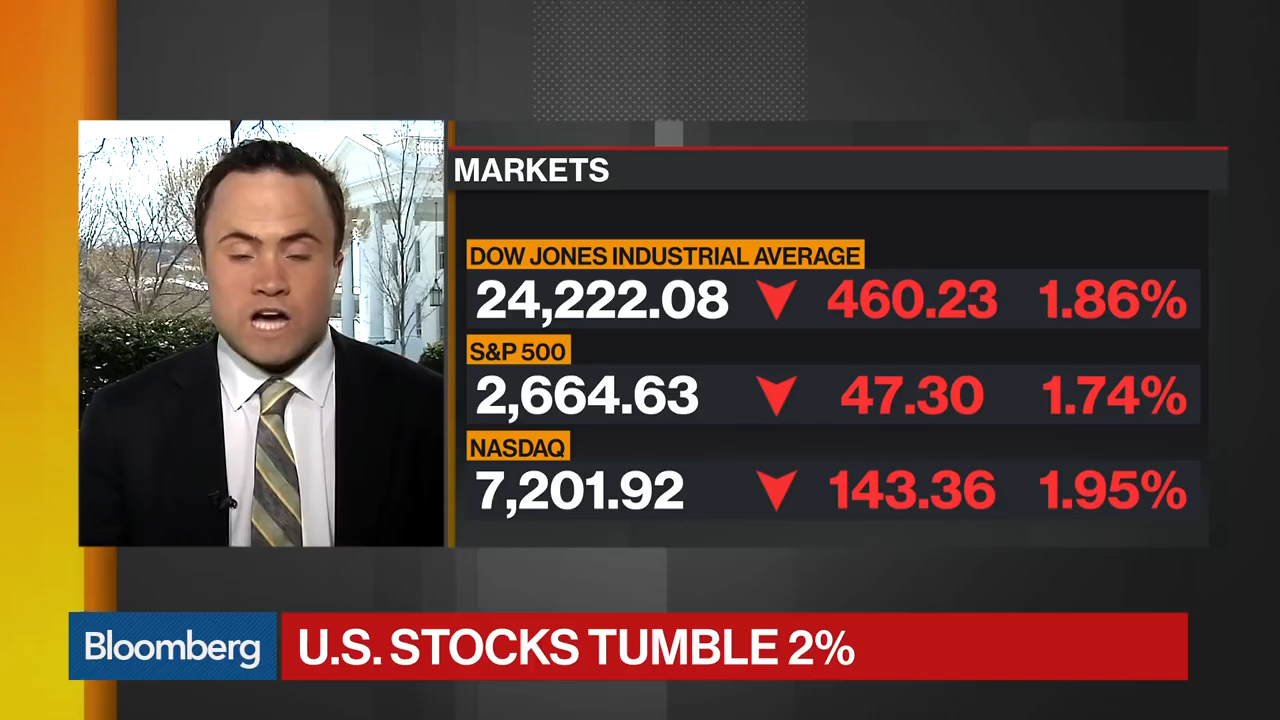 MARKETS
DOW JONES INDUSTRIAL AVERAGE
24,222.08 460.23 1.86%
S&P 500
2,664.63 47.30 1.74%
NASDAQ
7,201.92 143.36 1.95%
Bloomberg U.S. STOCKS TUMBLE 2%